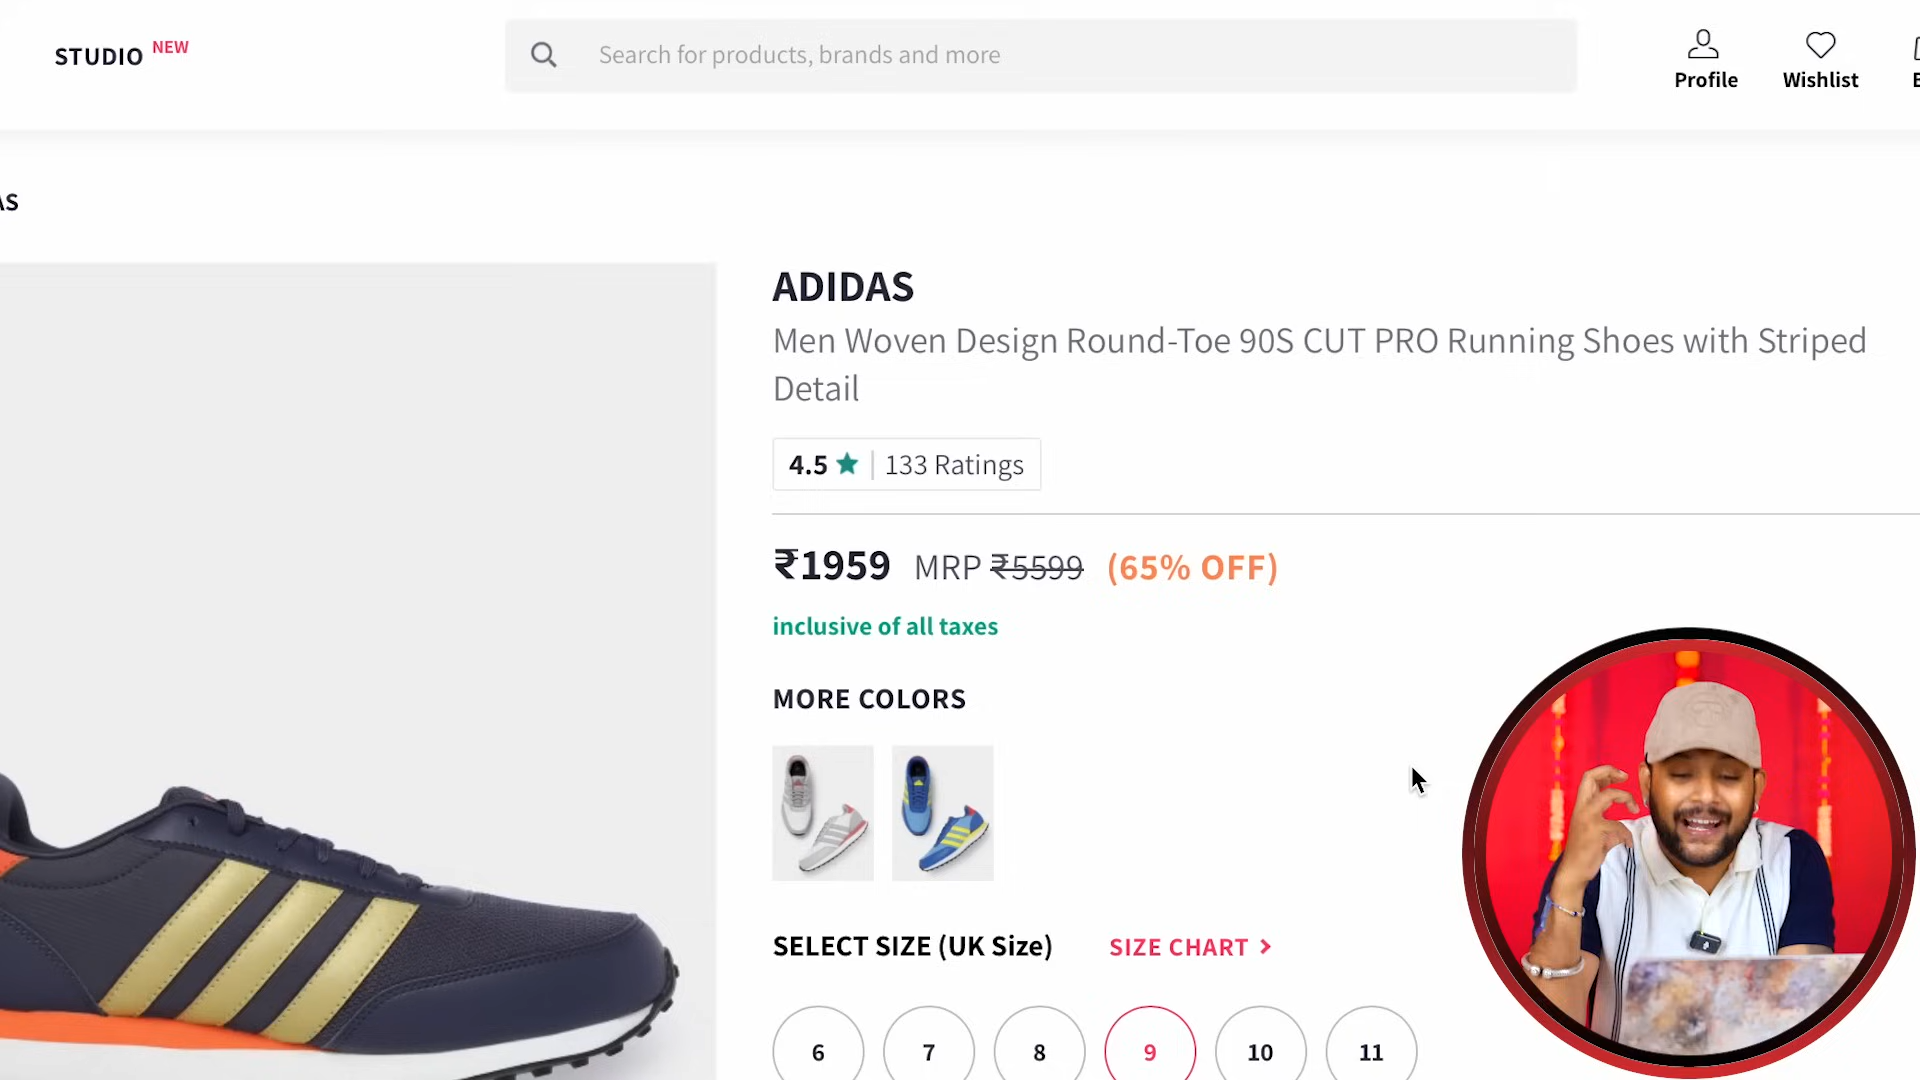 STUDIO NEW
Search for products, brands and more
Profile
Wishlist
AS
ADIDAS
Men Woven Design Round-Toe 90S CUT PRO Running Shoes with Striped
Detail
4.5 ★ | 133 Ratings
₹1959 MRP ₹5599 (65% OFF)
inclusive of all taxes
MORE COLORS
SELECT SIZE (UK Size) SIZE CHART >
6 7 8 9 10 11